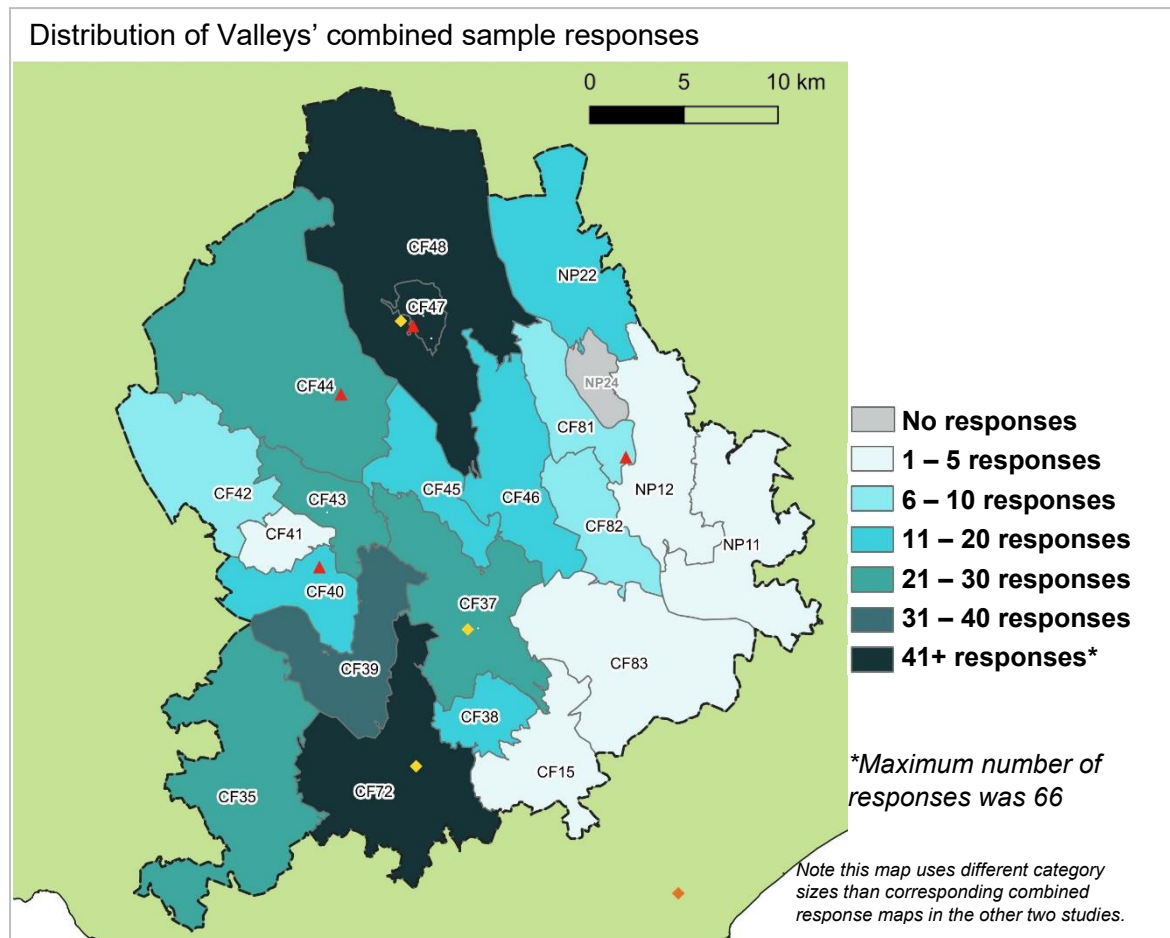 Distribution of Valleys’ combined sample responses
0 5 10 km
CF48
NP22
CF47
NP24
CF44
CF81
CF42
CF43
CF45
CF46
NP12
CF41
CF82
NP11
CF40
CF37
CF39
CF83
CF38
CF15
CF72
CF35
No responses
1 – 5 responses
6 – 10 responses
11 – 20 responses
21 – 30 responses
31 – 40 responses
41+ responses*
*Maximum number of
responses was 66
Note this map uses different category
sizes than corresponding combined
response maps in the other two studies.